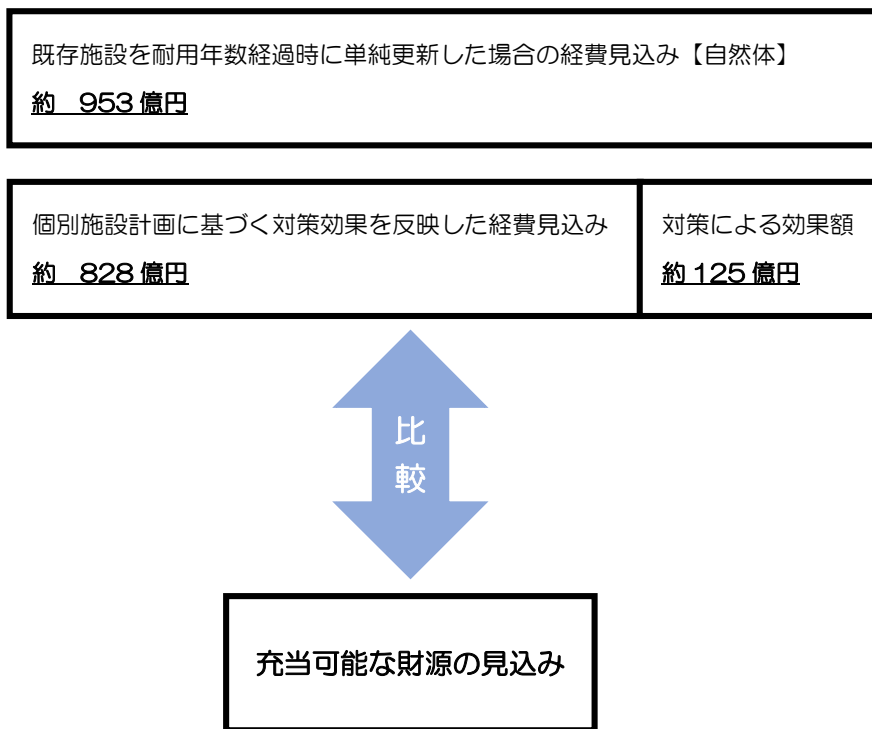 既存施設を耐用年数経過時に単純更新した場合の経費見込み【自然体】
約　953 億円
個別施設計画に基づく対策効果を反映した経費見込み
約　828 億円
対策による効果額
約 125 億円
比
較
充当可能な財源の見込み